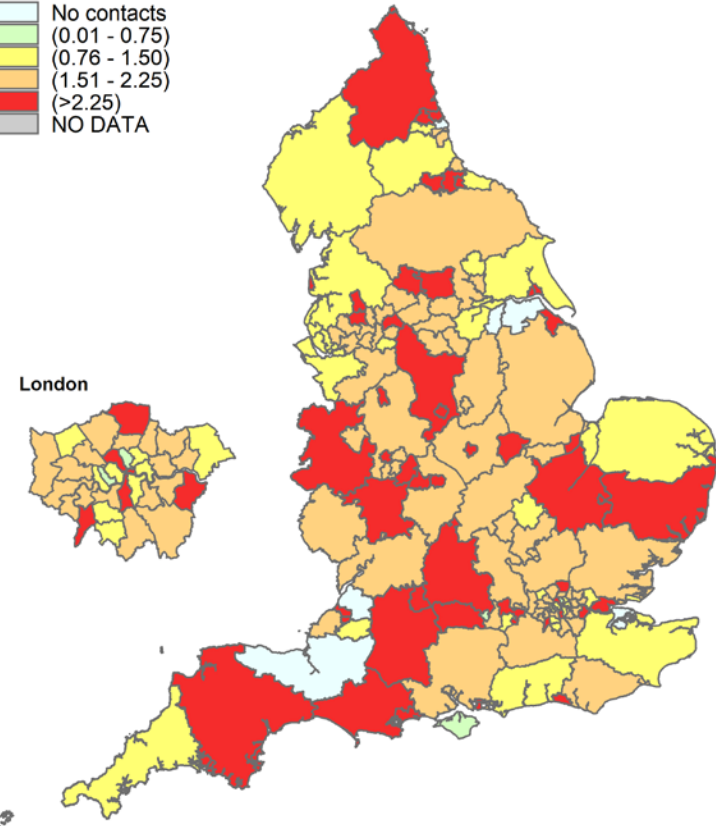 No contacts
(0.01 - 0.75)
(0.76 - 1.50)
(1.51 - 2.25)
(>2.25)
NO DATA
London